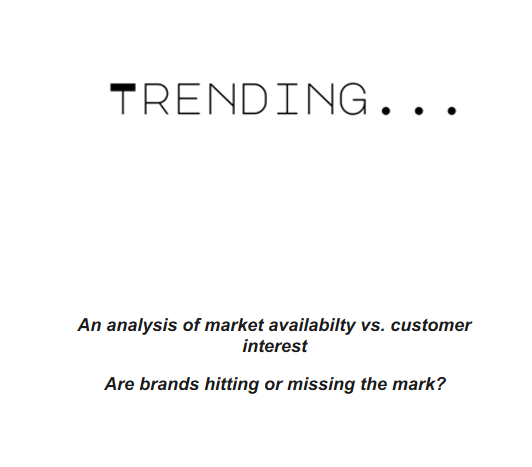 TRENDING...
An analysis of market availabilty vs. customer
interest
Are brands hitting or missing the mark?